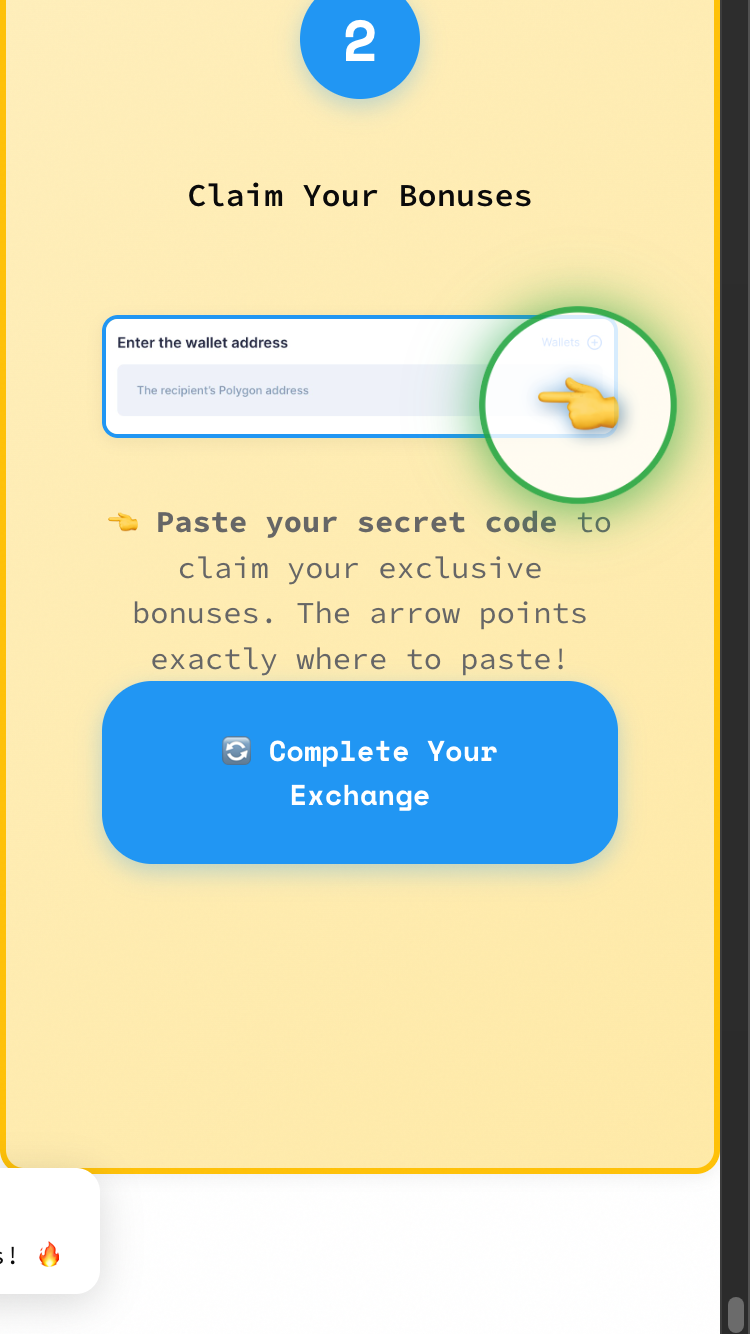 2
Claim Your Bonuses
Enter the wallet address
Wallets
The recipient's Polygon address
👈 Paste your secret code to
claim your exclusive
bonuses. The arrow points
exactly where to paste!
🔄 Complete Your
Exchange
! 🔥